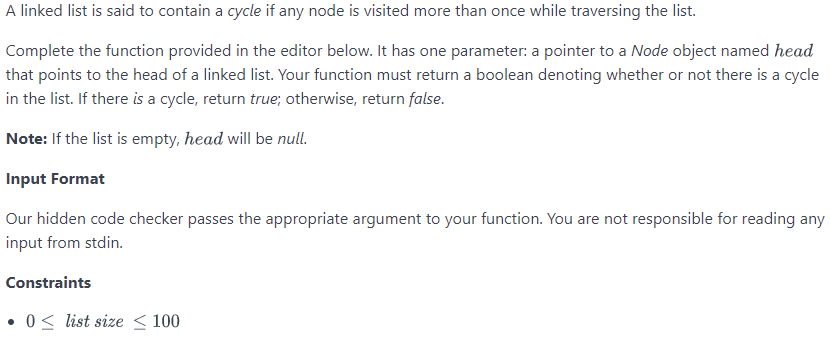 A linked list is said to contain a cycle if any node is visited more than once while traversing the list.
Complete the function provided in the editor below. It has one parameter: a pointer to a Node object named head
that points to the head of a linked list. Your function must return a boolean denoting whether or not there is a cycle
in the list. If there is a cycle, return true; otherwise, return false.
Note: If the list is empty, head will be null.
Input Format
Our hidden code checker passes the appropriate argument to your function. You are not responsible for reading any
input from stdin.
Constraints
• 0 ≤ list size ≤ 100